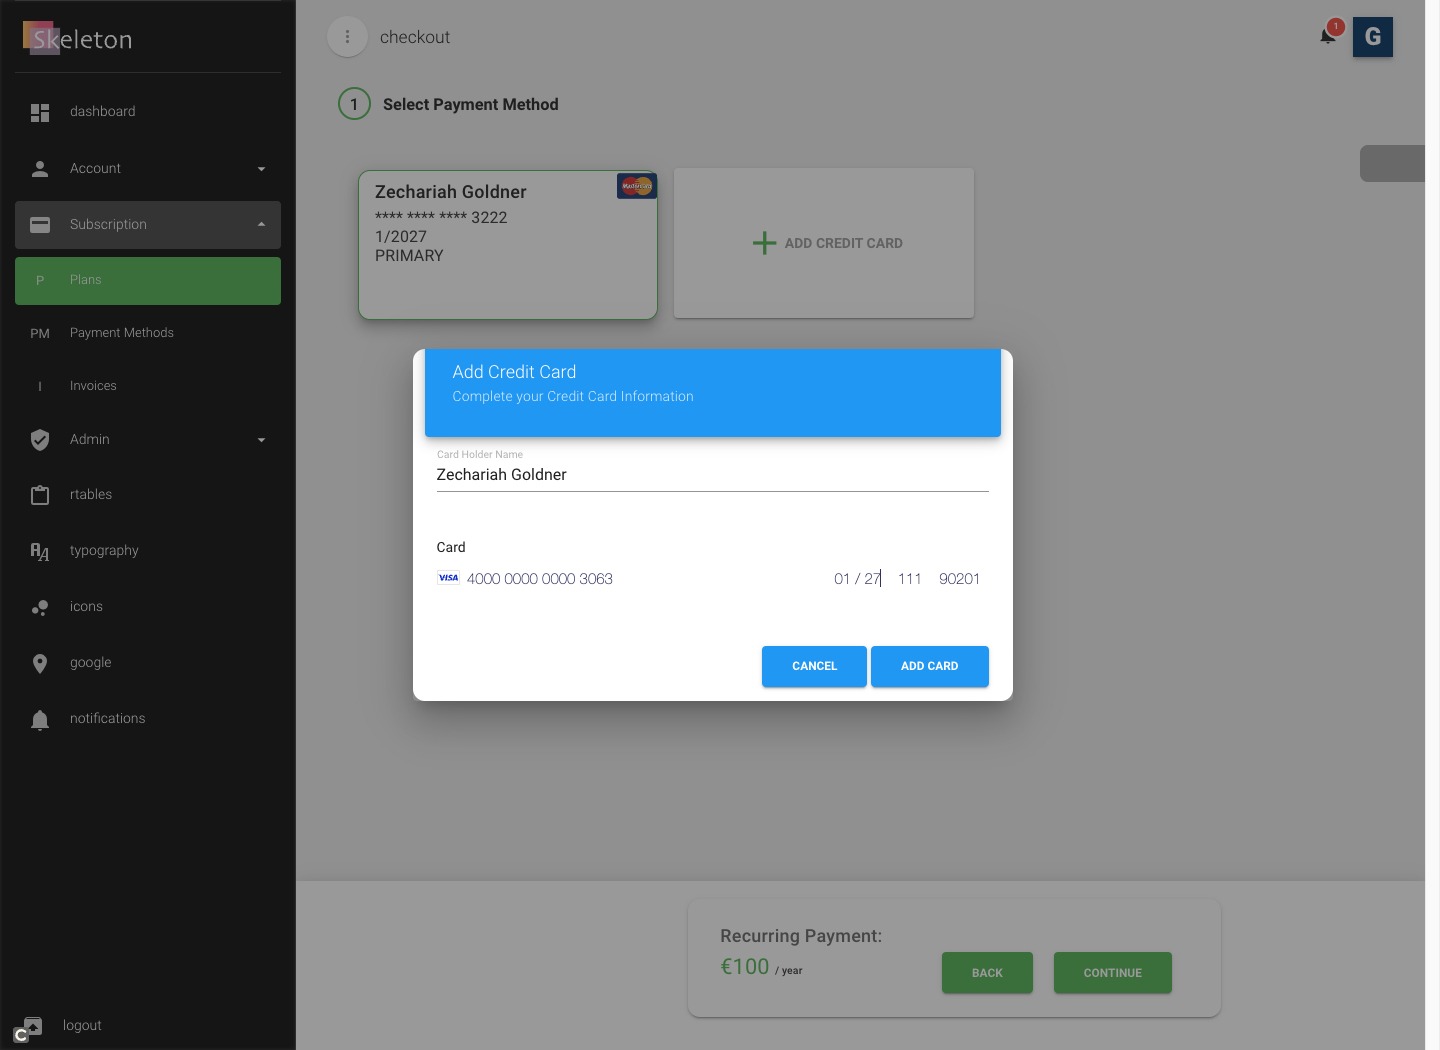 Skeleton
dashboard
Account
Subscription
P Plans
PM Payment Methods
I Invoices
Admin
rtables
typography
icons
google
notifications
C logout
checkout
1
G
1 Select Payment Method
Zechariah Goldner
MasterCard
**** **** **** 3222
1/2027
PRIMARY
ADD CREDIT CARD
Add Credit Card
Complete your Credit Card Information
Card Holder Name
Zechariah Goldner
Card
VISA 4000 0000 0000 3063 01 / 27 111 90201
CANCEL ADD CARD
Recurring Payment:
€100 / year
BACK CONTINUE